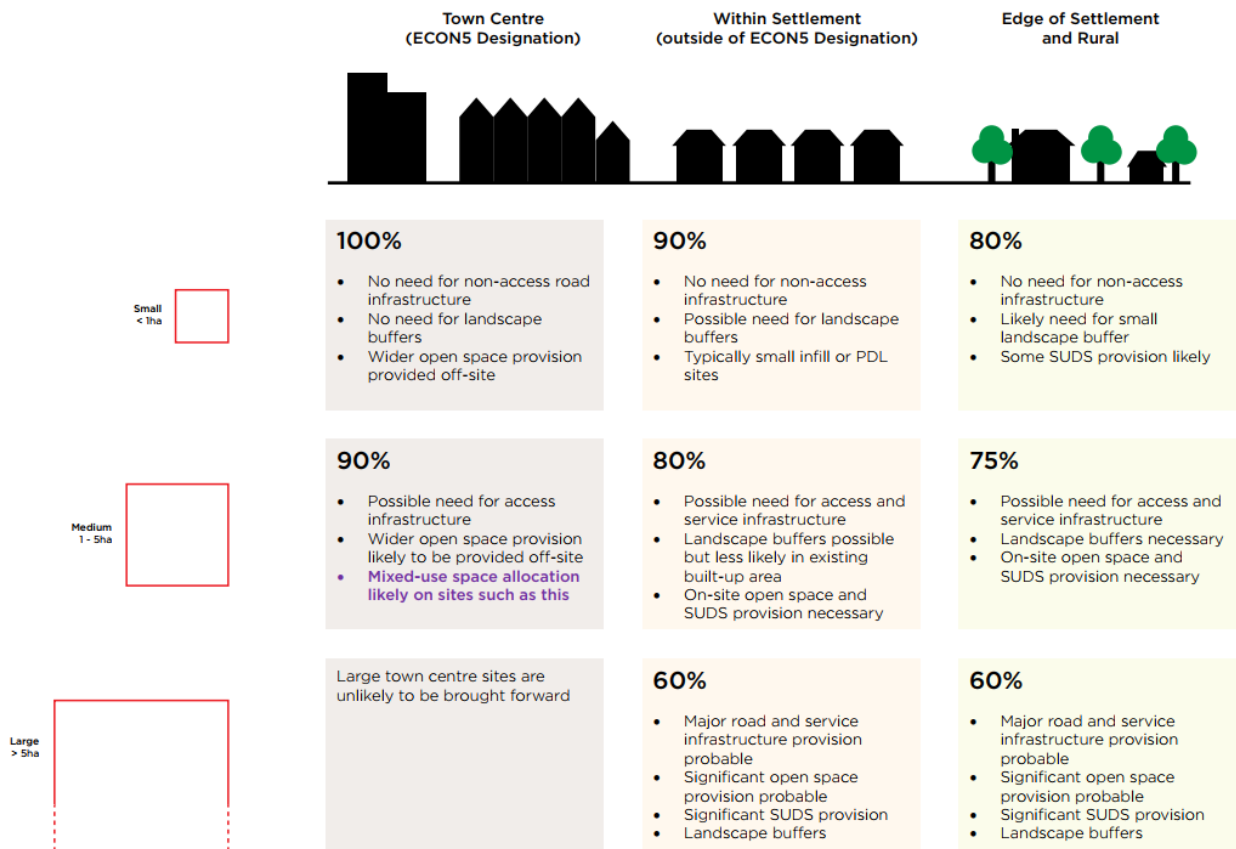 Town Centre
(ECON5 Designation)
Within Settlement
(outside of ECON5 Designation)
Edge of Settlement
and Rural
Small
< 1ha
100%
• No need for non-access road
infrastructure
• No need for landscape
buffers
• Wider open space provision
provided off-site
90%
• No need for non-access
infrastructure
• Possible need for landscape
buffers
• Typically small infill or PDL
sites
80%
• No need for non-access
infrastructure
• Likely need for small
landscape buffer
• Some SUDS provision likely
Medium
1 - 5ha
90%
• Possible need for access
infrastructure
• Wider open space provision
likely to be provided off-site
• Mixed-use space allocation
likely on sites such as this
80%
• Possible need for access and
service infrastructure
• Landscape buffers possible
but less likely in existing
built-up area
• On-site open space and
SUDS provision necessary
75%
• Possible need for access and
service infrastructure
• Landscape buffers necessary
• On-site open space and
SUDS provision necessary
Large
> 5ha
Large town centre sites are
unlikely to be brought forward
60%
• Major road and service
infrastructure provision
probable
• Significant open space
provision probable
• Significant SUDS provision
• Landscape buffers
60%
• Major road and service
infrastructure provision
probable
• Significant open space
provision probable
• Significant SUDS provision
• Landscape buffers